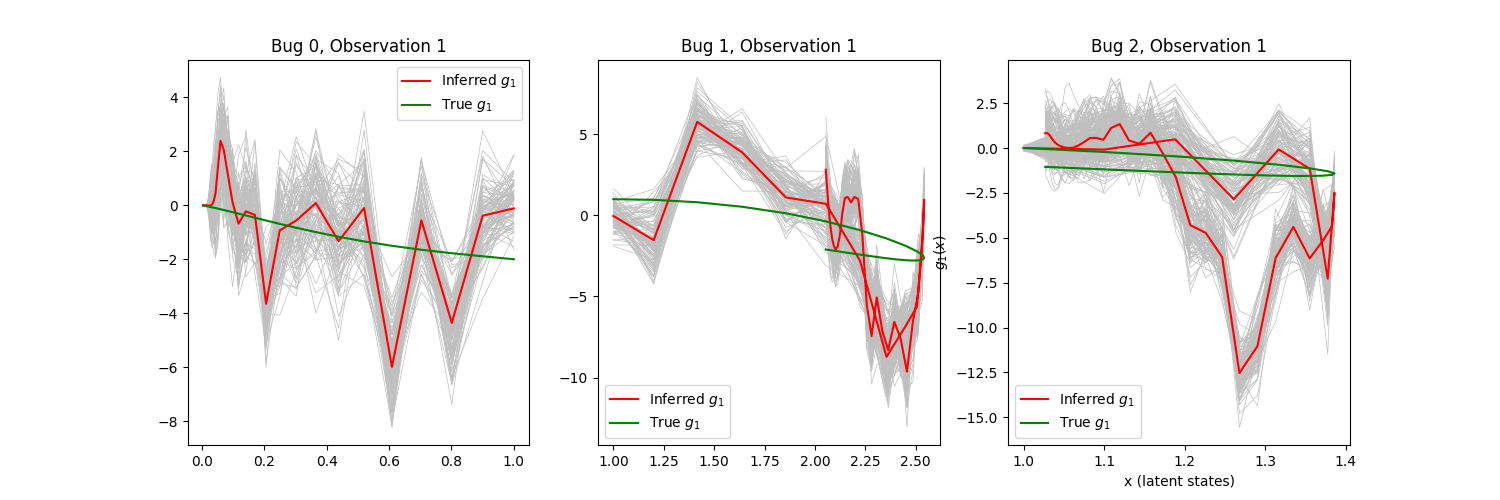 Bug 0, Observation 1
4
2
0
−2
−4
−6
−8
0.0 0.2 0.4 0.6 0.8 1.0
Inferred g₁
True g₁
Bug 1, Observation 1
5
0
−5
−10
1.00 1.25 1.50 1.75 2.00 2.25 2.50
Inferred g₁
True g₁
Bug 2, Observation 1
g₁(x)
2.5
0.0
−2.5
−5.0
−7.5
−10.0
−12.5
−15.0
1.0 1.1 1.2 1.3 1.4
x (latent states)
Inferred g₁
True g₁